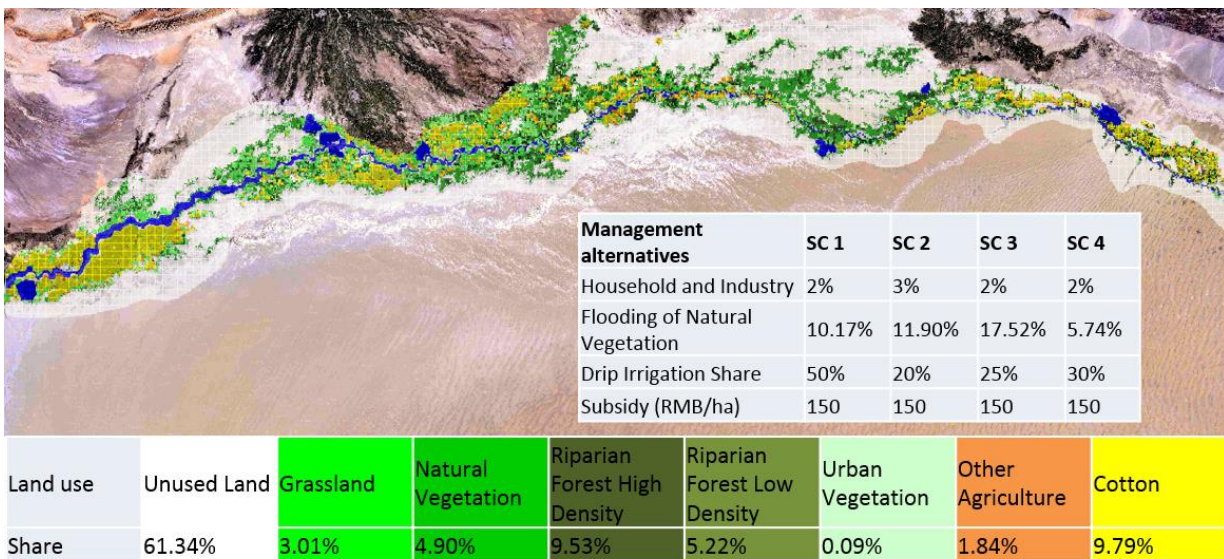 Management alternatives SC 1 SC 2 SC 3 SC 4
Household and Industry 2% 3% 2% 2%
Flooding of Natural Vegetation 10.17% 11.90% 17.52% 5.74%
Drip Irrigation Share 50% 20% 25% 30%
Subsidy (RMB/ha) 150 150 150 150
Land use Unused Land Grassland Natural Vegetation Riparian Forest High Density Riparian Forest Low Density Urban Vegetation Other Agriculture Cotton
Share 61.34% 3.01% 4.90% 9.53% 5.22% 0.09% 1.84% 9.79%